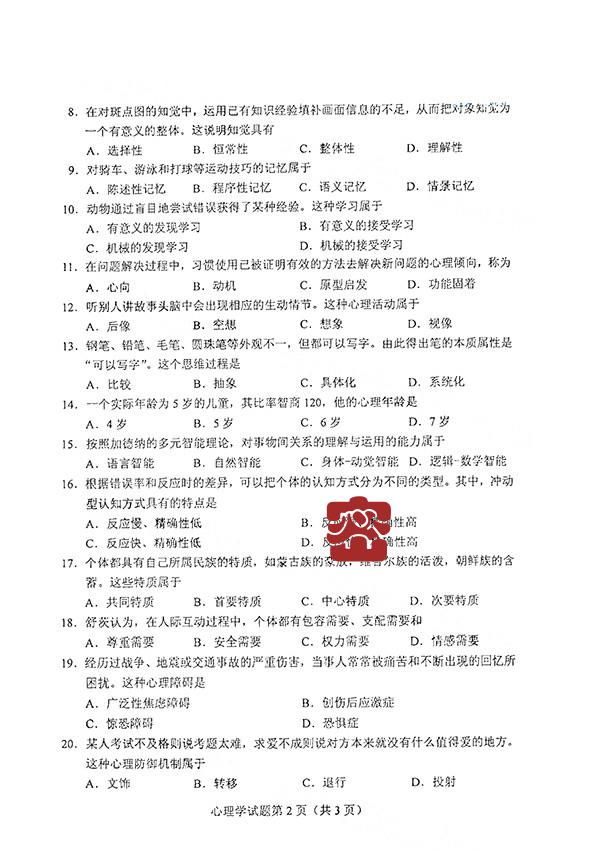 8．在对斑点图的知觉中，运用已有知识经验填补画面信息的不足，从而把对象知觉为
一个有意义的整体。这说明知觉具有
A．选择性 B．恒常性 C．整体性 D．理解性
9．对骑车、游泳和打球等运动技巧的记忆属于
A．陈述性记忆 B．程序性记忆 C．语义记忆 D．情景记忆
10．动物通过盲目地尝试错误获得了某种经验。这种学习属于
A．有意义的发现学习 B．有意义的接受学习
C．机械的发现学习 D．机械的接受学习
11．在问题解决过程中，习惯使用已被证明有效的方法去解决新问题的心理倾向，称为
A．心向 B．动机 C．原型启发 D．功能固着
12．听别人讲故事头脑中会出现相应的生动情节。这种心理活动属于
A．后像 B．空想 C．想象 D．视像
13．钢笔、铅笔、毛笔、圆珠笔等外观不一，但都可以写字。由此得出笔的本质属性是
“可以写字”。这个思维过程是
A．比较 B．抽象 C．具体化 D．系统化
14．一个实际年龄为 5 岁的儿童，其比率智商 120，他的心理年龄是
A．4 岁 B．5 岁 C．6 岁 D．7 岁
15．按照加德纳的多元智能理论，对事物间关系的理解与运用的能力属于
A．语言智能 B．自然智能 C．身体-动觉智能 D．逻辑-数学智能
16．根据错误率和反应时的差异，可以把个体的认知方式分为不同的类型。其中，冲动
型认知方式具有的特点是
A．反应慢、精确性低 B．反 确性高
C．反应快、精确性低 D．反 确性高
17．个体都具有自己所属民族的特质，如蒙古族的豪放，维吾尔族的活泼，朝鲜族的含
蓄。这些特质属于
A．共同特质 B．首要特质 C．中心特质 D．次要特质
18．舒茨认为，在人际互动过程中，个体都有包容需要、支配需要和
A．尊重需要 B．安全需要 C．权力需要 D．情感需要
19．经历过战争、地震或交通事故的严重伤害，当事人常常被痛苦和不断出现的回忆所
困扰。这种心理障碍是
A．广泛性焦虑障碍 B．创伤后应激症
C．惊恐障碍 D．恐惧症
20．某人考试不及格则说考题太难，求爱不成则说对方本来就没有什么值得爱的地方。
这种心理防御机制属于
A．文饰 B．转移 C．退行 D．投射
心理学试题第 2 页（共 3 页）